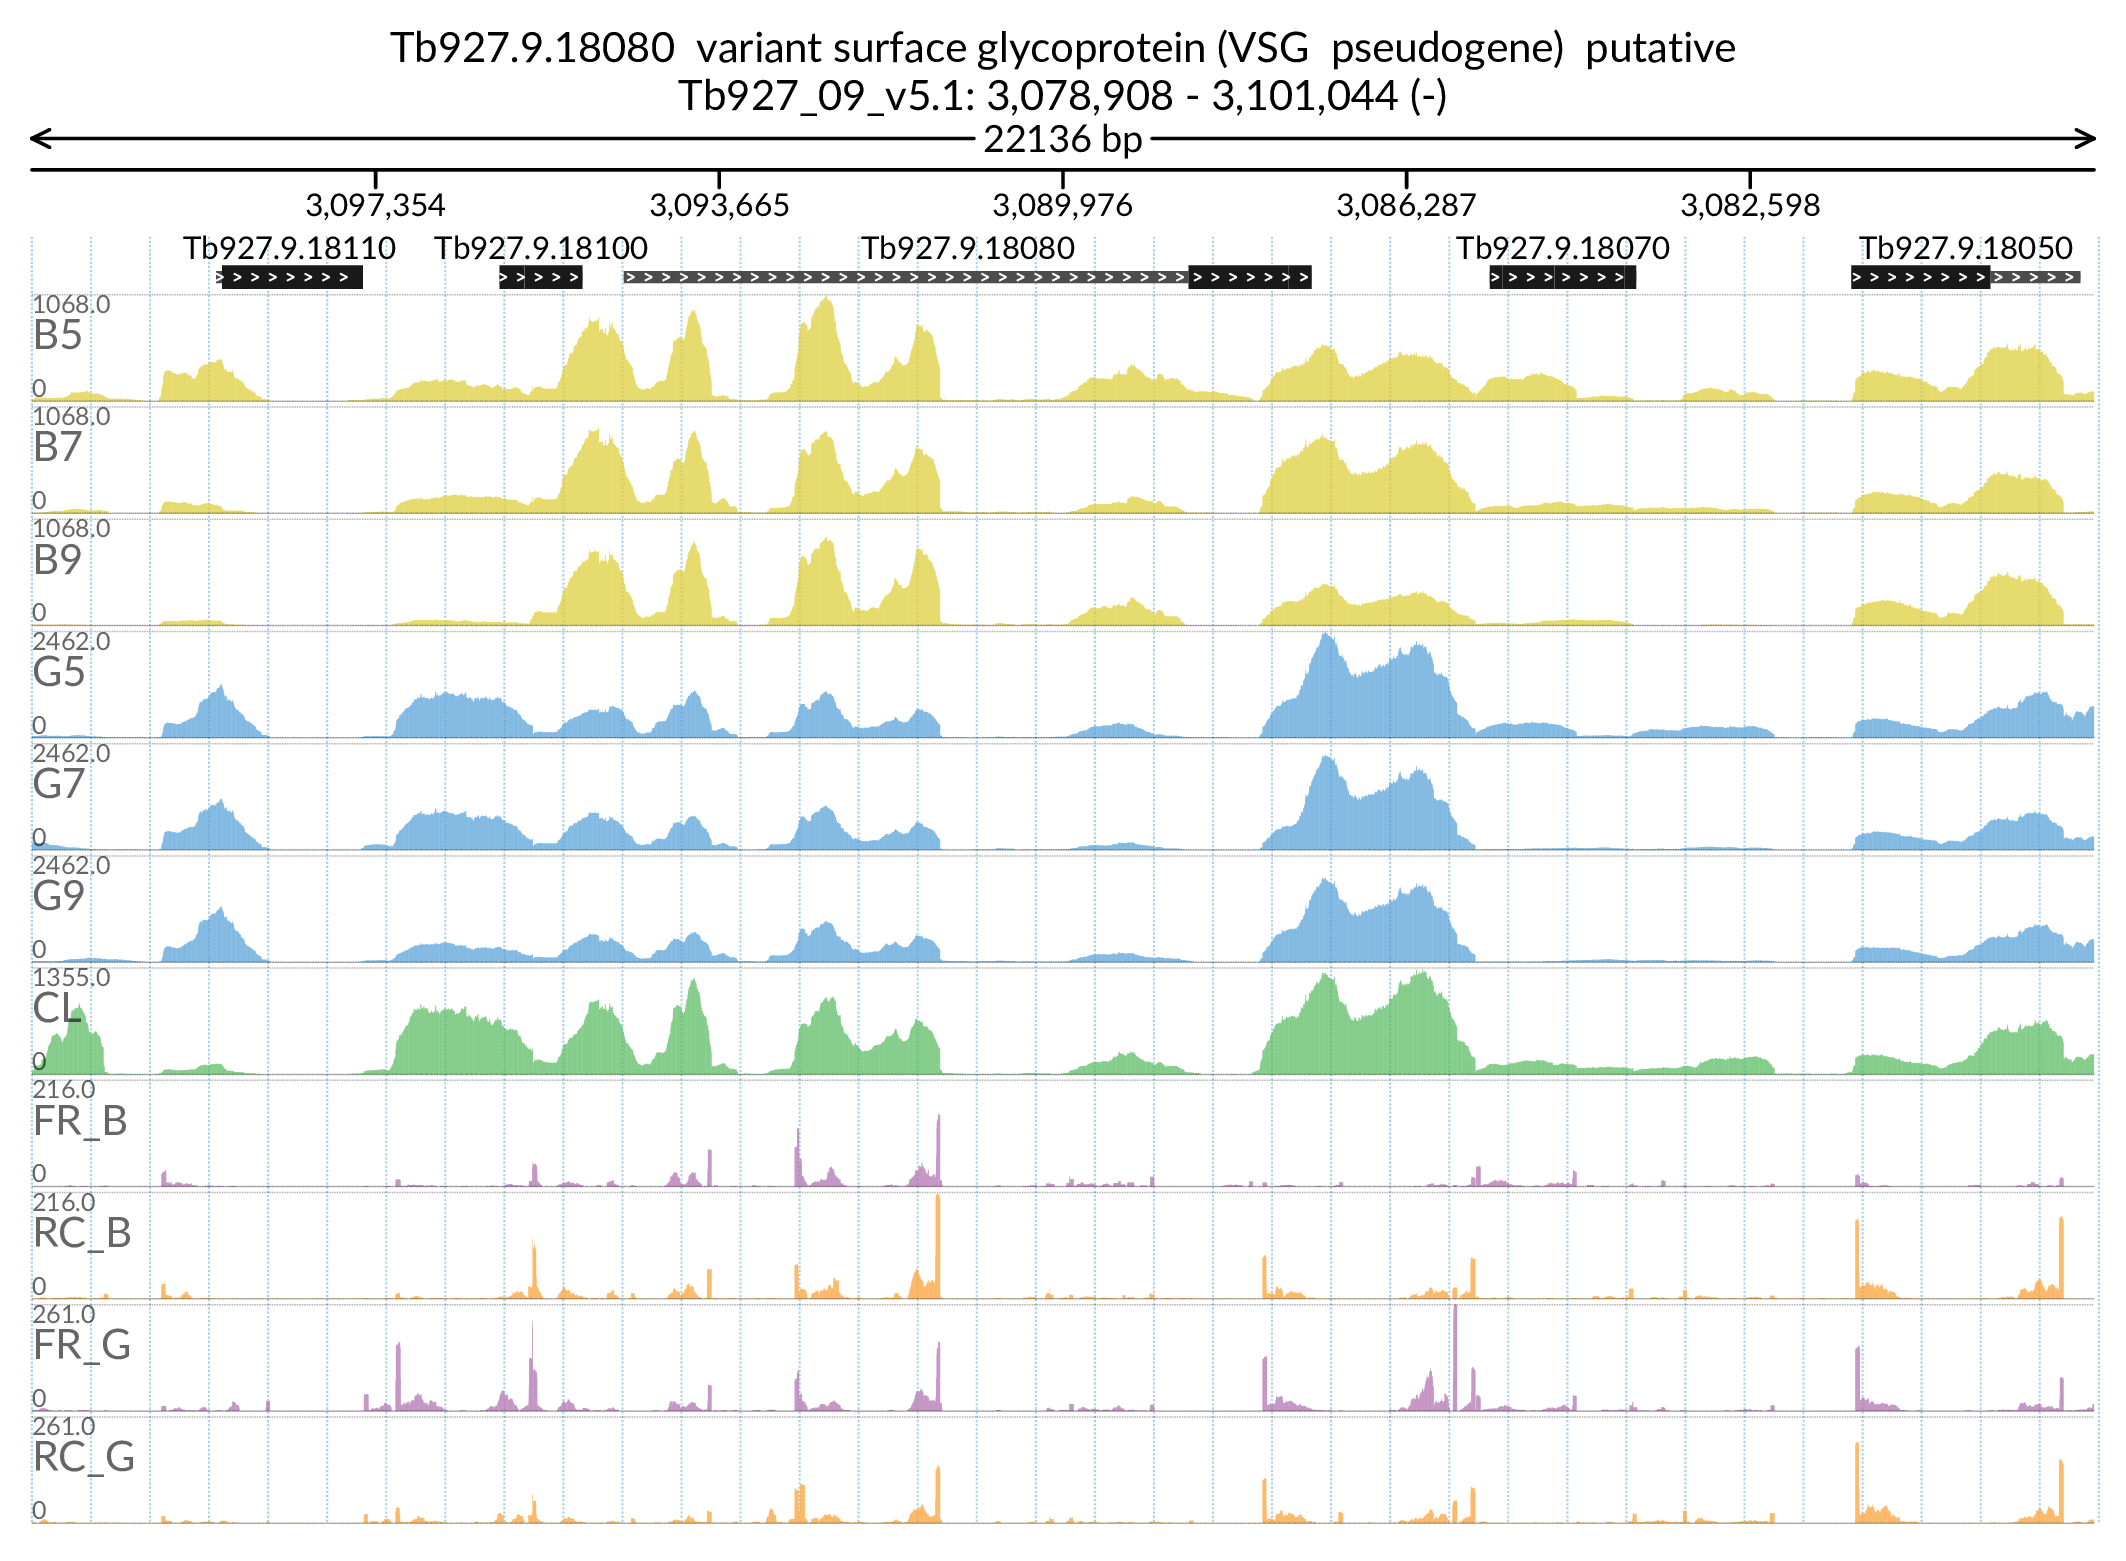 Tb927.9.18080  variant surface glycoprotein (VSG  pseudogene)  putative
Tb927_09_v5.1: 3,078,908 - 3,101,044 (-)
22136 bp
3,097,354 3,093,665 3,089,976 3,086,287 3,082,598
Tb927.9.18110 Tb927.9.18100 Tb927.9.18080 Tb927.9.18070 Tb927.9.18050
1068.0
B5
0
1068.0
B7
0
1068.0
B9
0
2462.0
G5
0
2462.0
G7
0
2462.0
G9
0
1355.0
CL
0
216.0
FR_B
0
216.0
RC_B
0
261.0
FR_G
0
261.0
RC_G
0